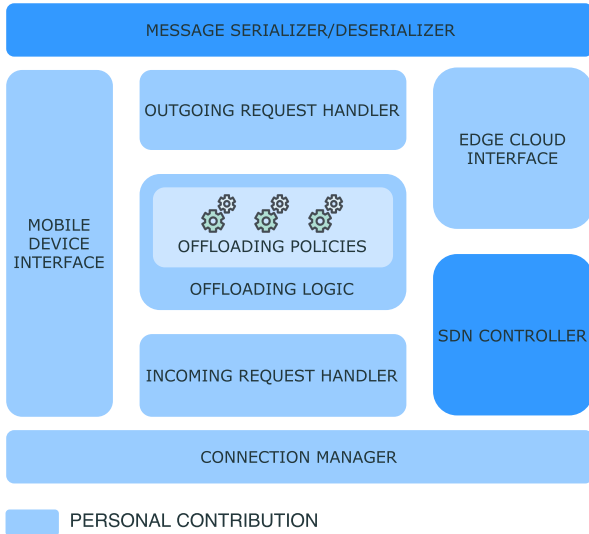 MESSAGE SERIALIZER/DESERIALIZER
OUTGOING REQUEST HANDLER
EDGE CLOUD
INTERFACE
MOBILE
DEVICE
INTERFACE
OFFLOADING POLICIES
OFFLOADING LOGIC
SDN CONTROLLER
INCOMING REQUEST HANDLER
CONNECTION MANAGER
PERSONAL CONTRIBUTION